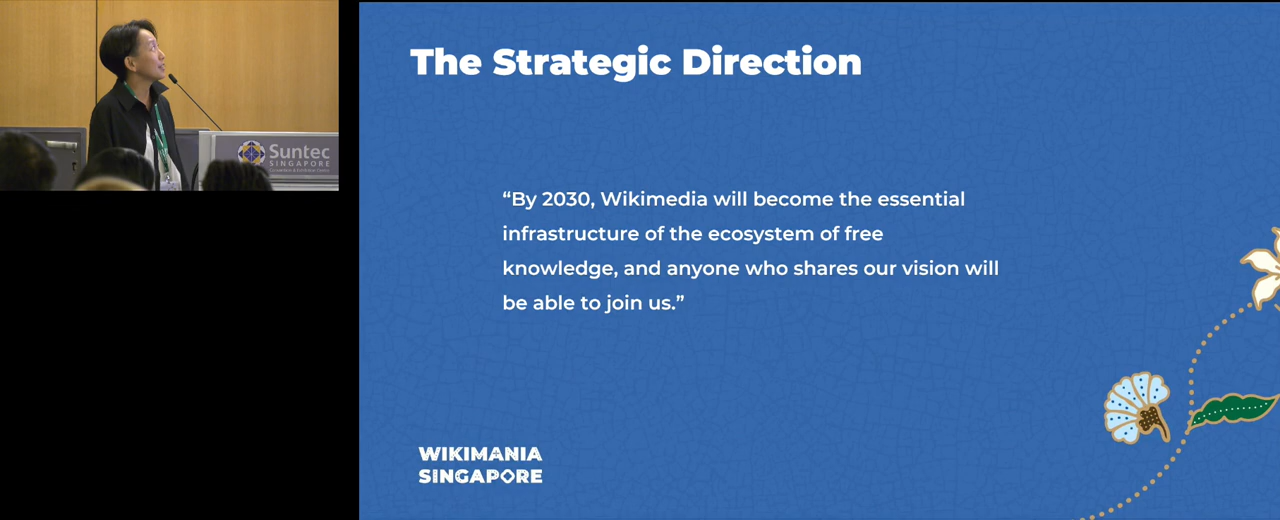 Suntec
SINGAPORE
The Strategic Direction
“By 2030, Wikimedia will become the essential
infrastructure of the ecosystem of free
knowledge, and anyone who shares our vision will
be able to join us.”
WIKIMANIA
SINGAPORE